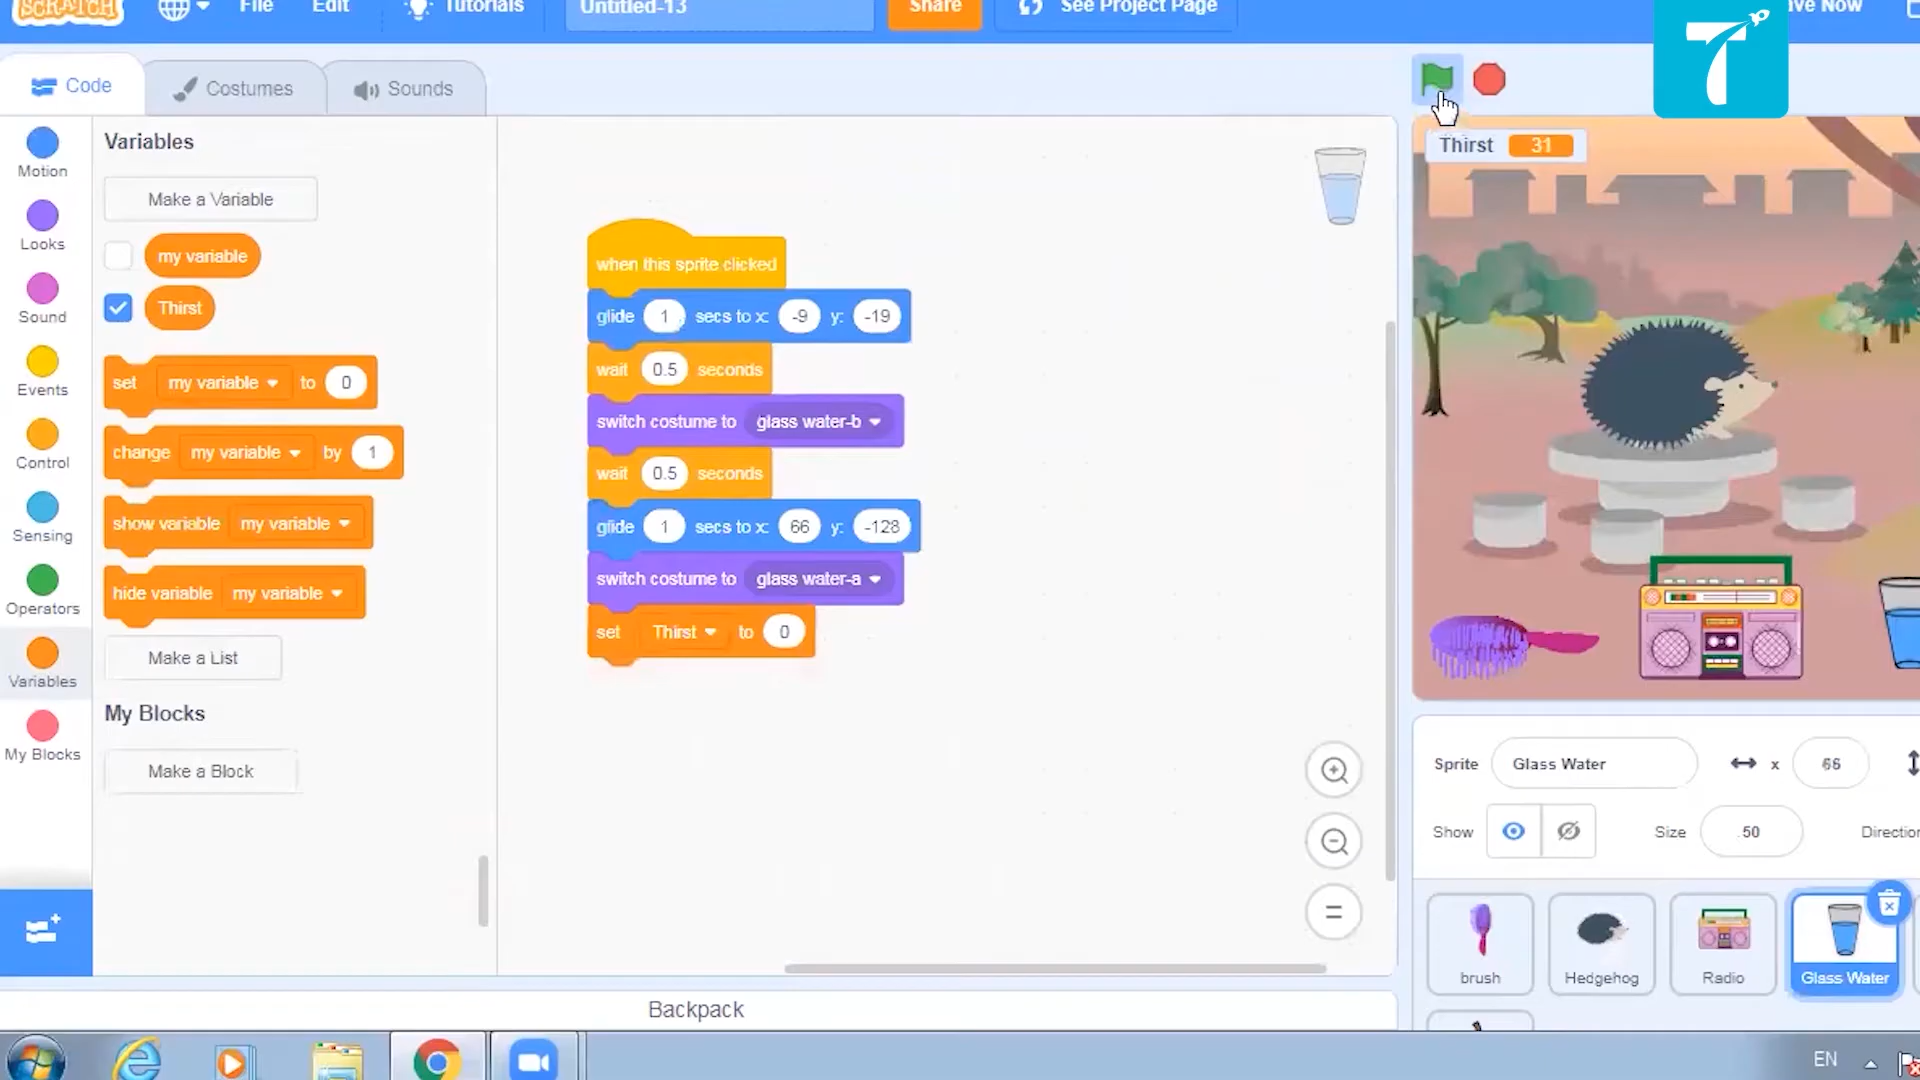 SCRATCH
File
Edit
Tutorials
Untitled-13
Share
See Project Page
ave Now
Code
Costumes
Sounds
Motion
Looks
Sound
Events
Control
Sensing
Operators
Variables
My Blocks
Variables
Make a Variable
my variable
Thirst
set my variable to 0
change my variable by 1
show variable my variable
hide variable my variable
Make a List
My Blocks
Make a Block
when this sprite clicked
glide 1 secs to x: -9 y: -19
wait 0.5 seconds
switch costume to glass water-b
wait 0.5 seconds
glide 1 secs to x: 66 y: -128
switch costume to glass water-a
set Thirst to 0
Backpack
T
Thirst 31
Sprite Glass Water x 66
Show Size 50 Direction
brush
Hedgehog
Radio
Glass Water
EN